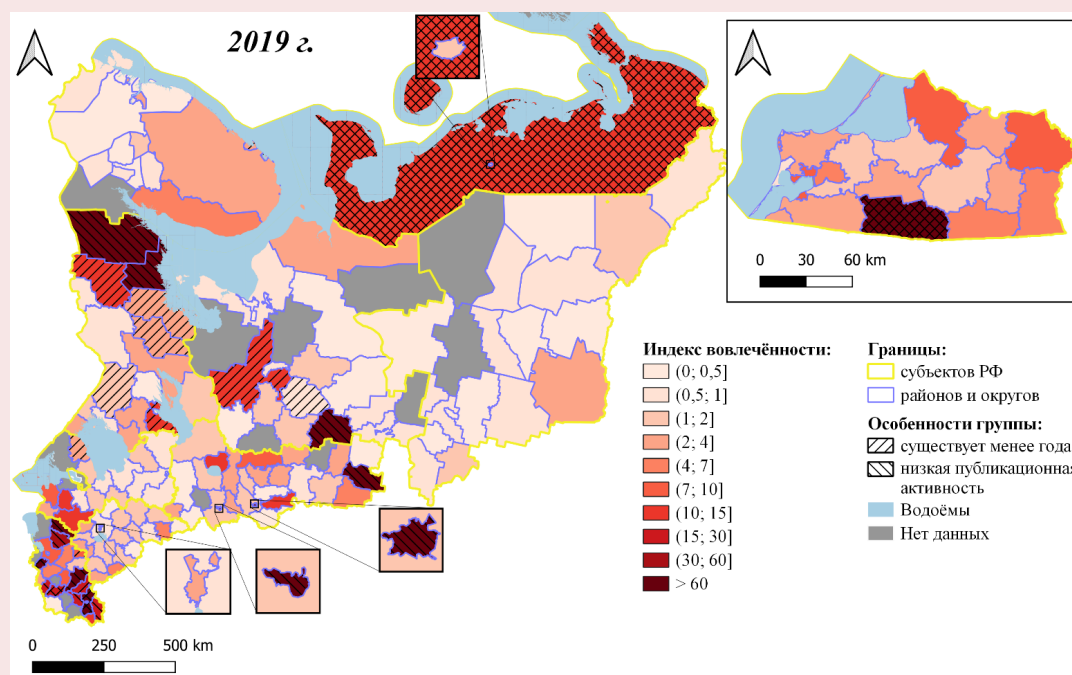 2019 г.
0 30 60 km
Индекс вовлечённости:
(0; 0,5]
(0,5; 1]
(1; 2]
(2; 4]
(4; 7]
(7; 10]
(10; 15]
(15; 30]
(30; 60]
> 60
Границы:
субъектов РФ
районов и округов
Особенности группы:
существует менее года
низкая публикационная
активность
Водоёмы
Нет данных
0 250 500 km